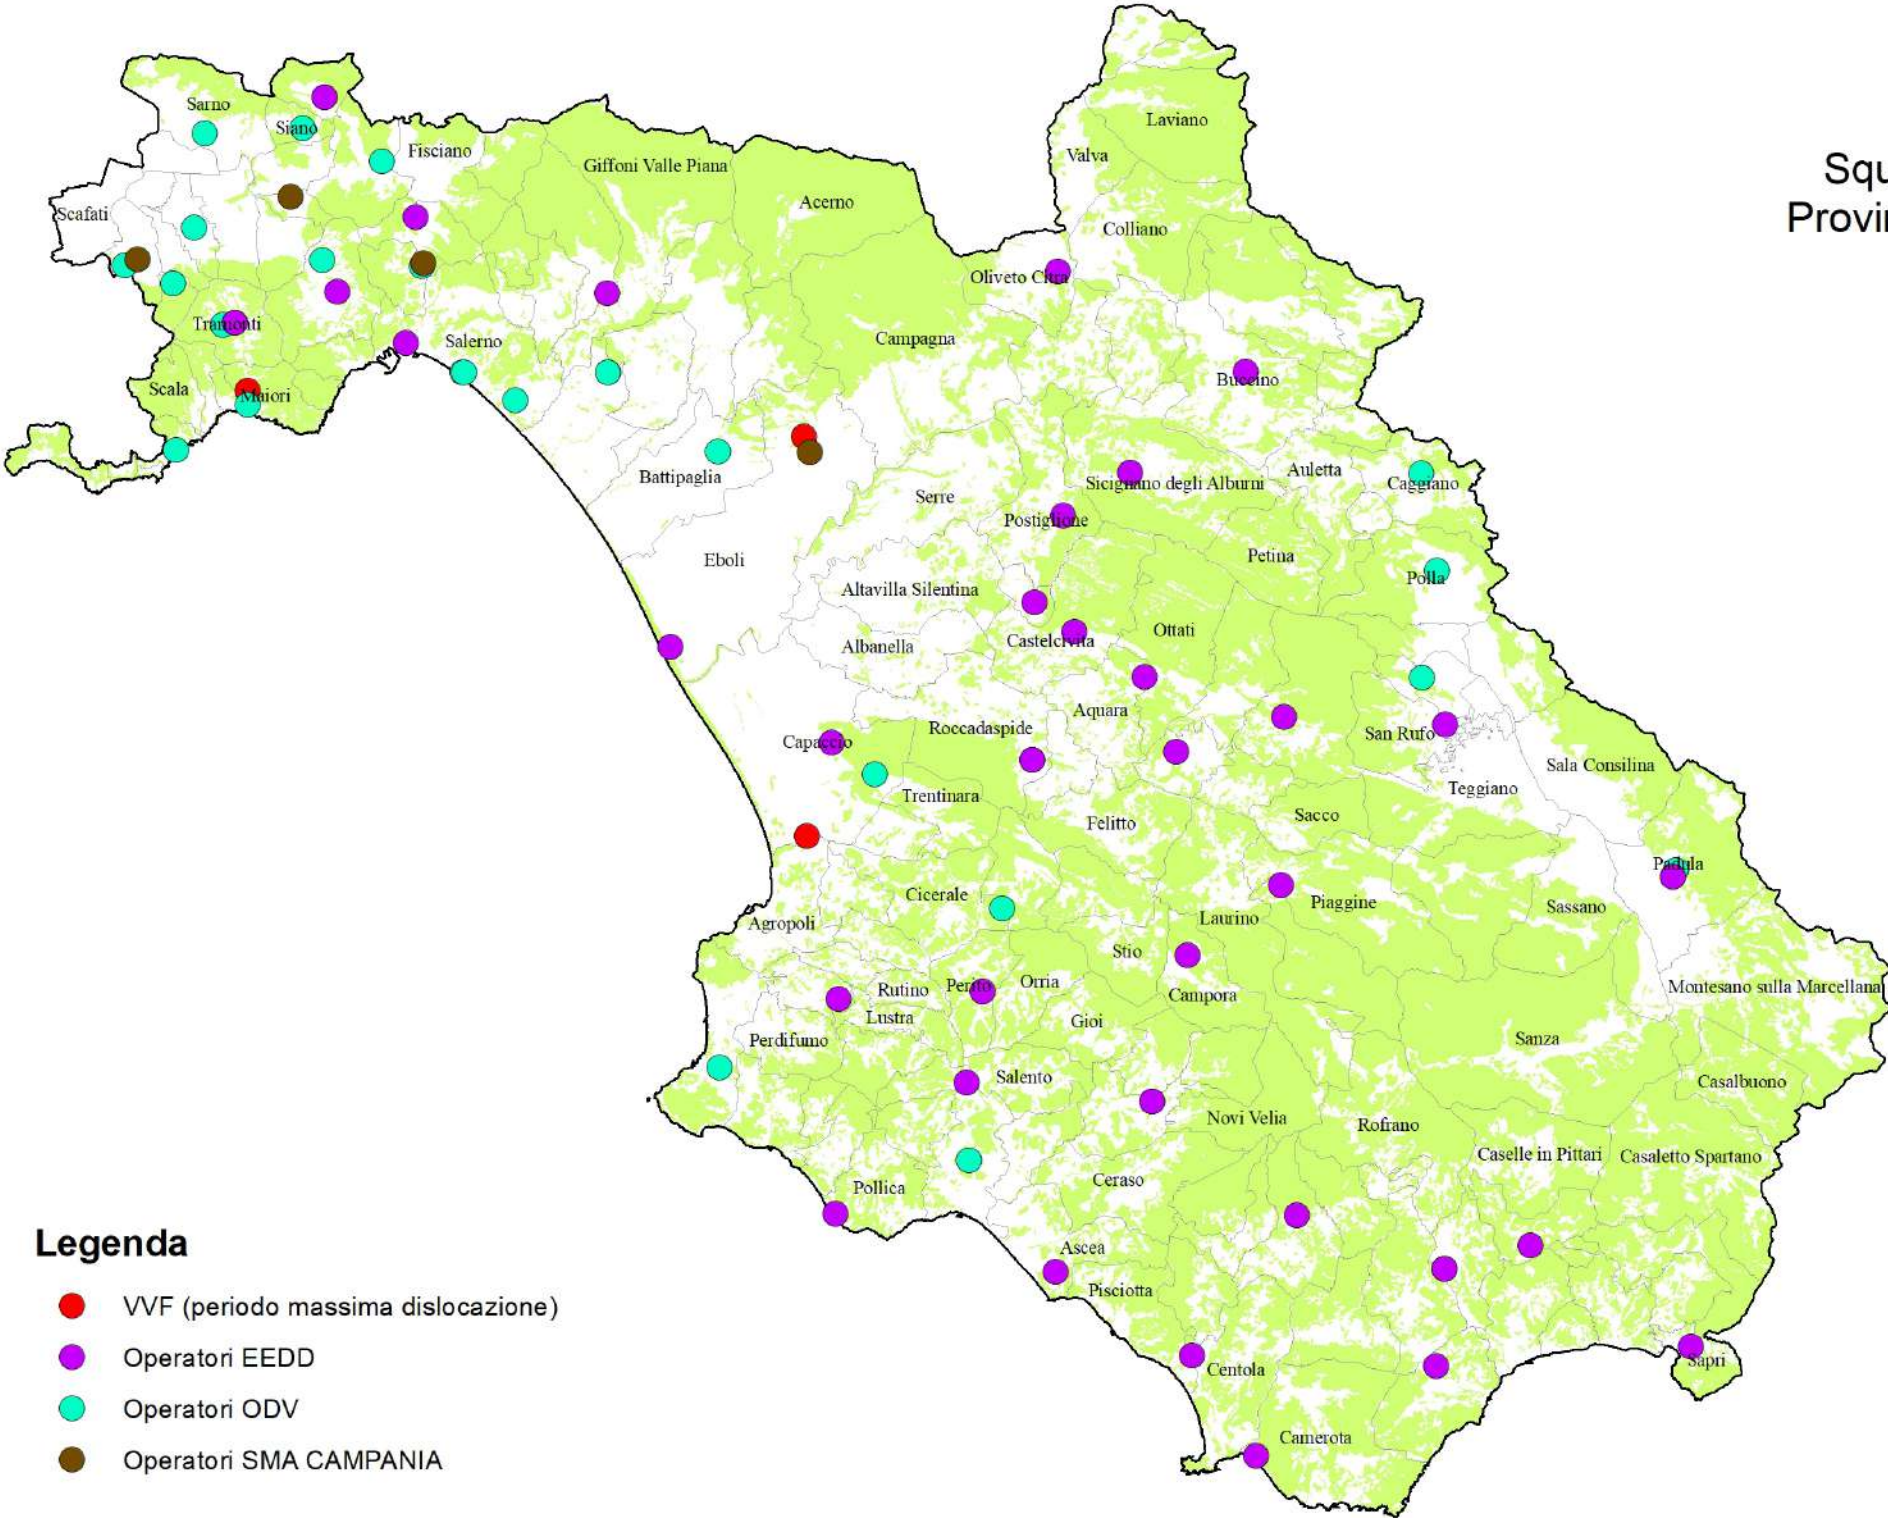 Squ
Provin
Laviano
Sarno
Siano
Fisciano
Valva
Giffoni Valle Piana
Acerno
Scafati
Colliano
Oliveto Citra
Tramonti
Salerno
Campagna
Buccino
Scala
Maiori
Battipaglia
Auletta
Sicignano degli Alburni
Caggiano
Serre
Postiglione
Petina
Eboli
Polla
Altavilla Silentina
Ottati
Castelcivita
Albanella
Aquara
Roccadaspide
San Rufo
Capaccio
Sala Consilina
Teggiano
Trentinara
Sacco
Felitto
Padula
Cicerale
Piaggine
Sassano
Laurino
Agropoli
Stio
Orria
Perito
Montesano sulla Marcellana
Rutino
Campora
Lustra
Gioi
Perdifumo
Sanza
Salento
Casalbuono
Novi Velia
Rofrano
Caselle in Pittari
Casaletto Spartano
Ceraso
Pollica
Ascea
Pisciotta
Sapri
Centola
Camerota
Legenda
VVF (periodo massima dislocazione)
Operatori EEDD
Operatori ODV
Operatori SMA CAMPANIA